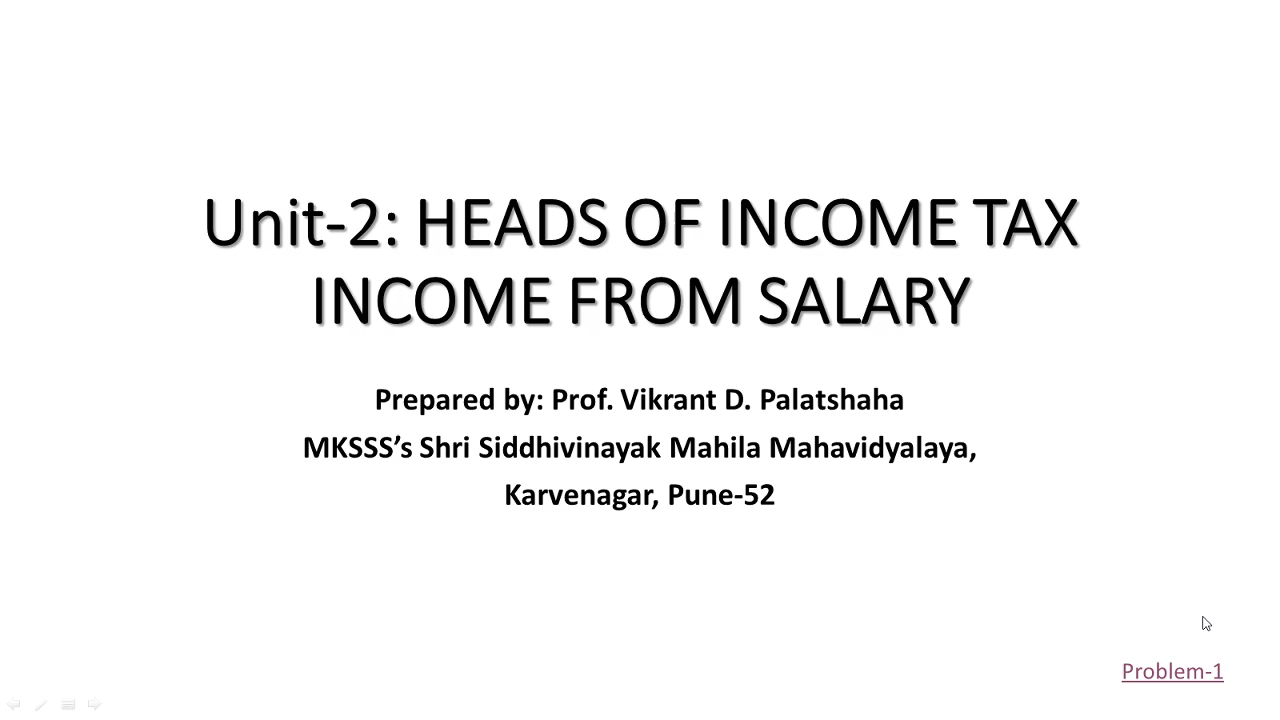 Unit-2: HEADS OF INCOME TAX
INCOME FROM SALARY
Prepared by: Prof. Vikrant D. Palatshaha
MKSSS’s Shri Siddhivinayak Mahila Mahavidyalaya,
Karvenagar, Pune-52
Problem-1